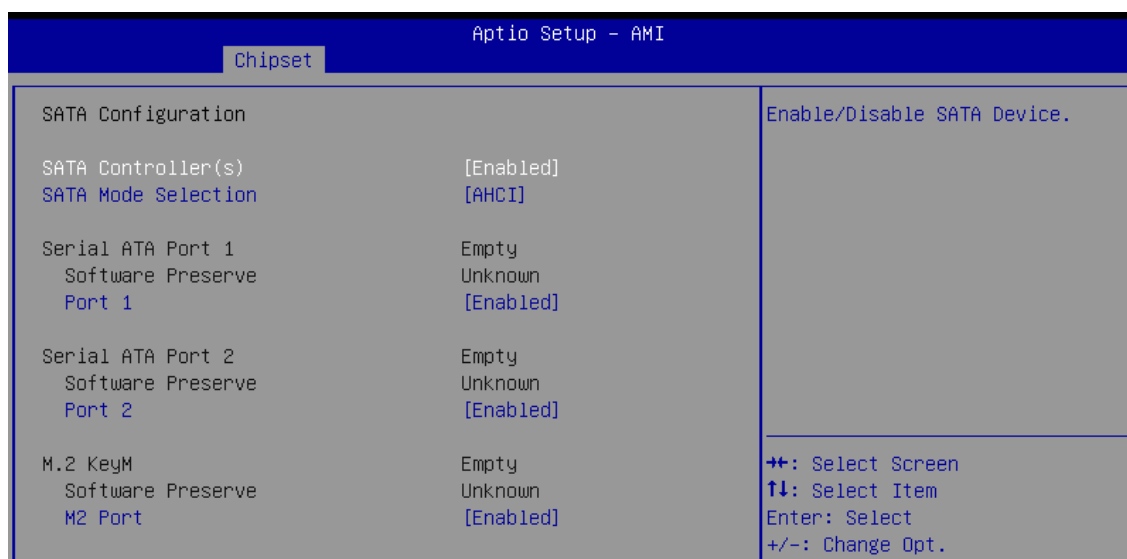 Aptio Setup – AMI
Chipset
SATA Configuration
SATA Controller(s) [Enabled]
SATA Mode Selection [AHCI]
Serial ATA Port 1 Empty
Software Preserve Unknown
Port 1 [Enabled]
Serial ATA Port 2 Empty
Software Preserve Unknown
Port 2 [Enabled]
M.2 KeyM Empty
Software Preserve Unknown
M2 Port [Enabled]
Enable/Disable SATA Device.
→←: Select Screen
↑↓: Select Item
Enter: Select
+/-: Change Opt.